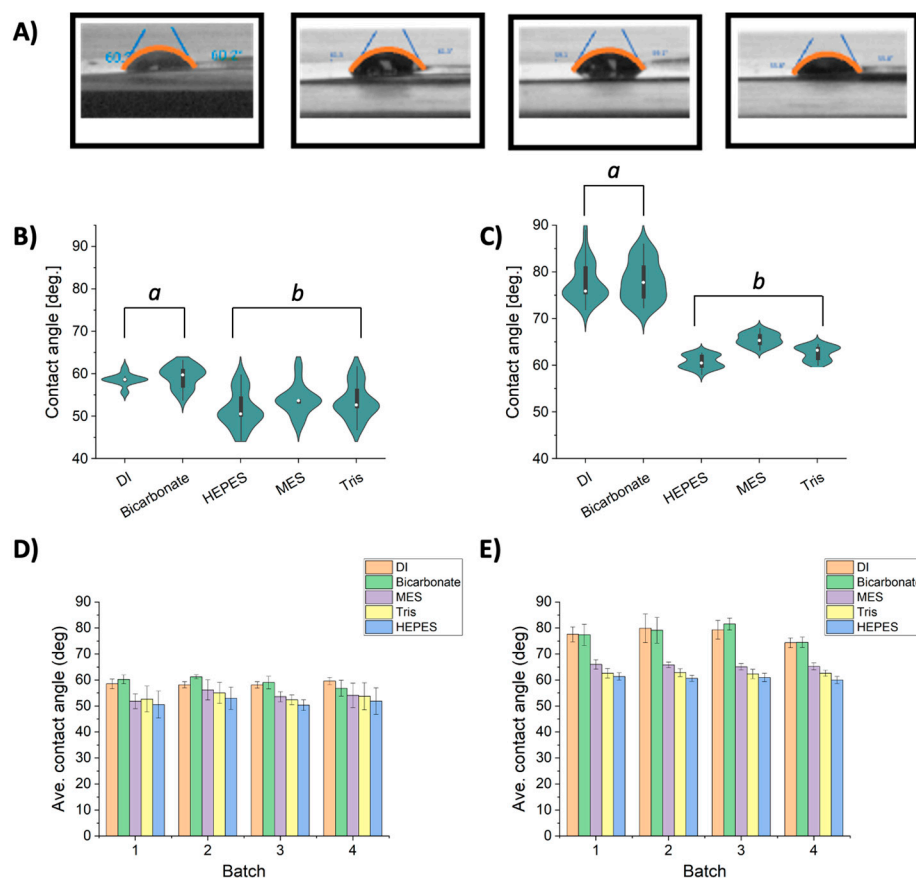 A)
60.2°
B)
a
b
Contact angle [deg.]
90
80
70
60
50
40
DI
Bicarbonate
HEPES
MES
Tris
C)
a
b
Contact angle [deg.]
90
80
70
60
50
40
DI
Bicarbonate
HEPES
MES
Tris
D)
DI
Bicarbonate
MES
Tris
HEPES
Ave. contact angle (deg)
90
80
70
60
50
40
30
20
10
0
1
2
3
4
Batch
E)
DI
Bicarbonate
MES
Tris
HEPES
Ave. contact angle (deg)
90
80
70
60
50
40
30
20
10
0
1
2
3
4
Batch